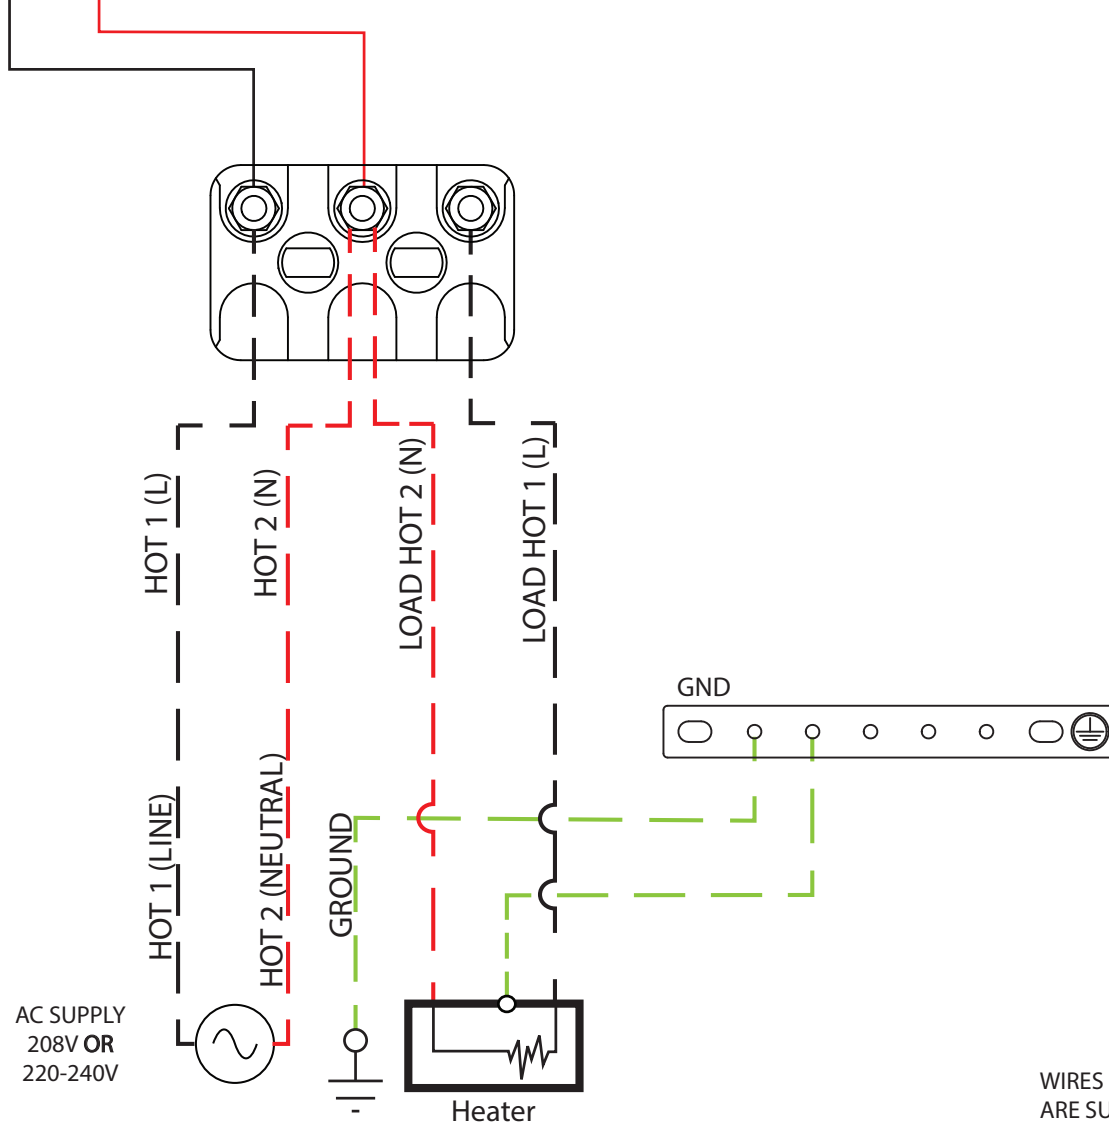 HOT 1 (L)
HOT 2 (N)
LOAD HOT 2 (N)
LOAD HOT 1 (L)
GND
HOT 1 (LINE)
HOT 2 (NEUTRAL)
GROUND
AC SUPPLY
208V OR
220-240V
Heater
WIRES
ARE SU